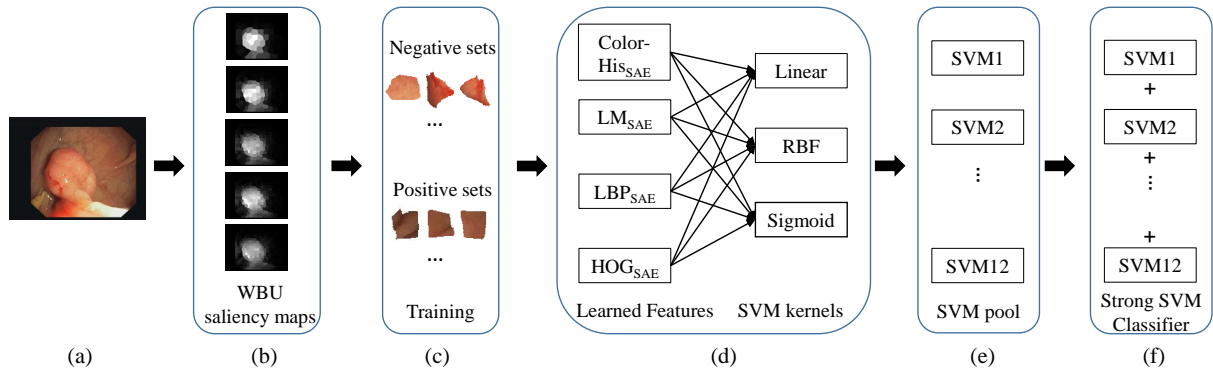 Negative sets
...
Positive sets
...
Training
WBU
saliency maps
Color-
His_SAE
LM_SAE
LBP_SAE
HOG_SAE
Learned Features
Linear
RBF
Sigmoid
SVM kernels
SVM1
SVM2
...
SVM12
SVM pool
SVM1
+
SVM2
+
...
+
SVM12
Strong SVM
Classifier
(a)
(b)
(c)
(d)
(e)
(f)